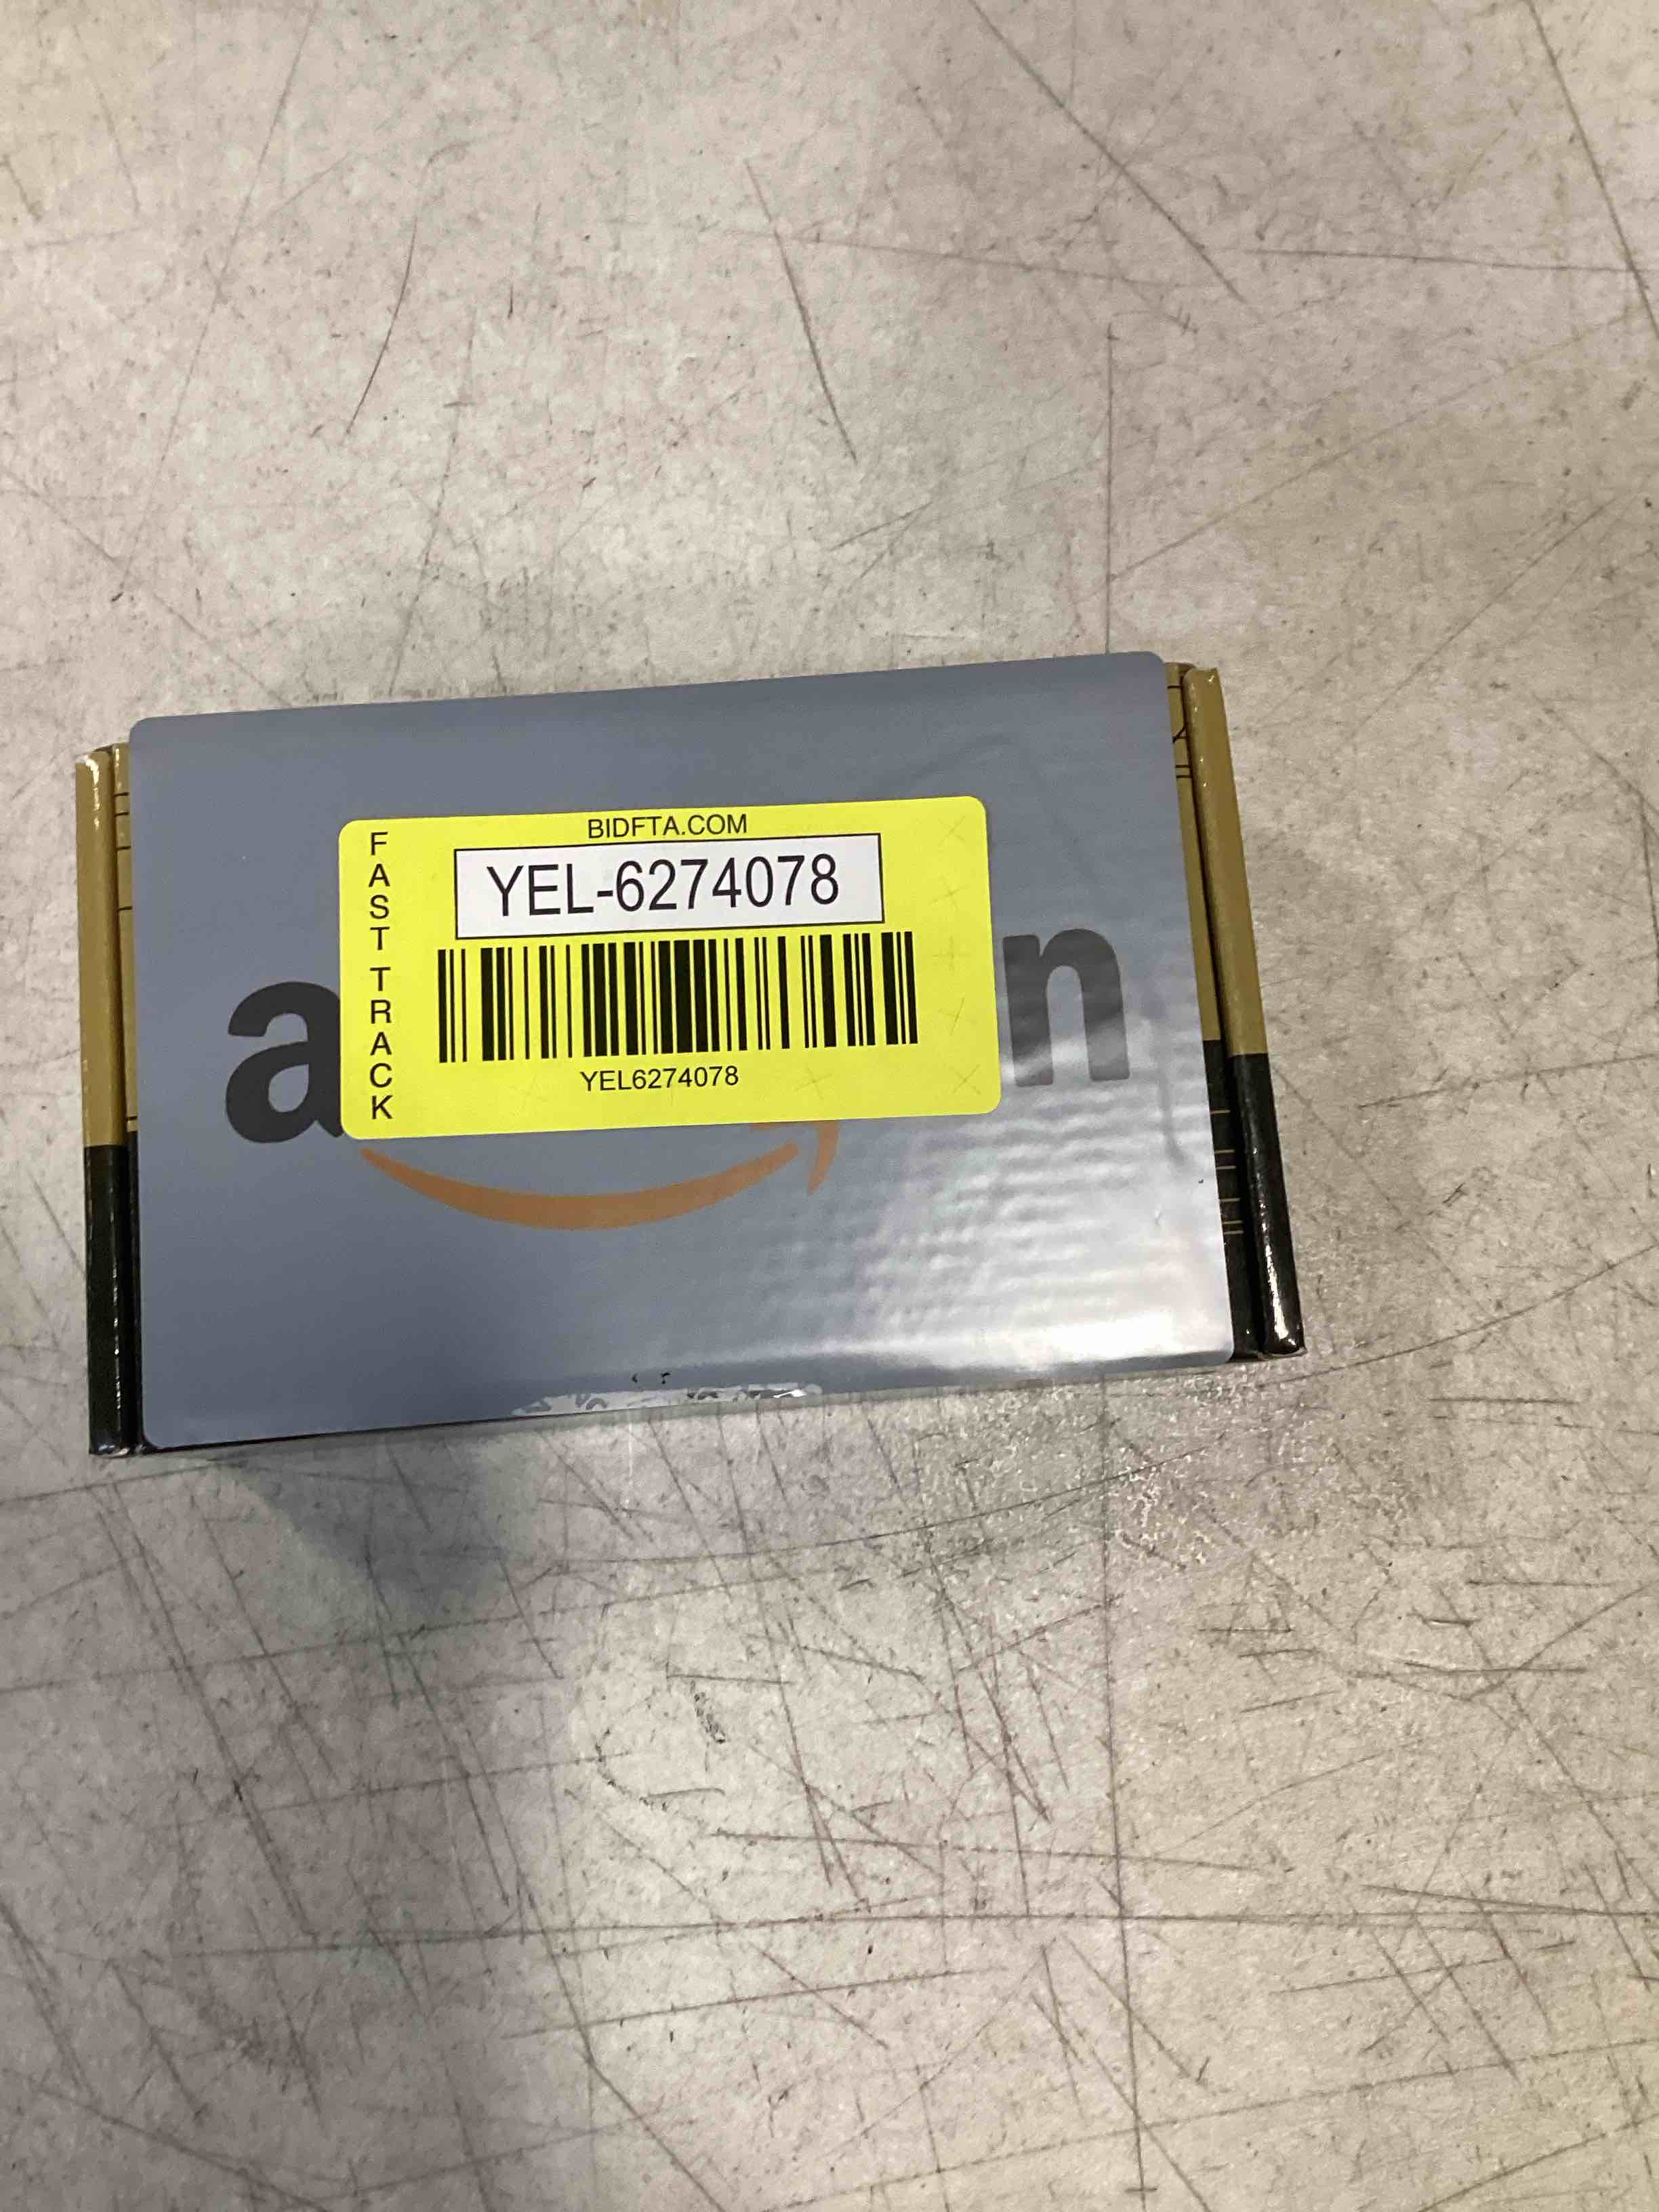 BIDFTA.COM
FAST TRACK
YEL-6274078
YEL6274078
a
n